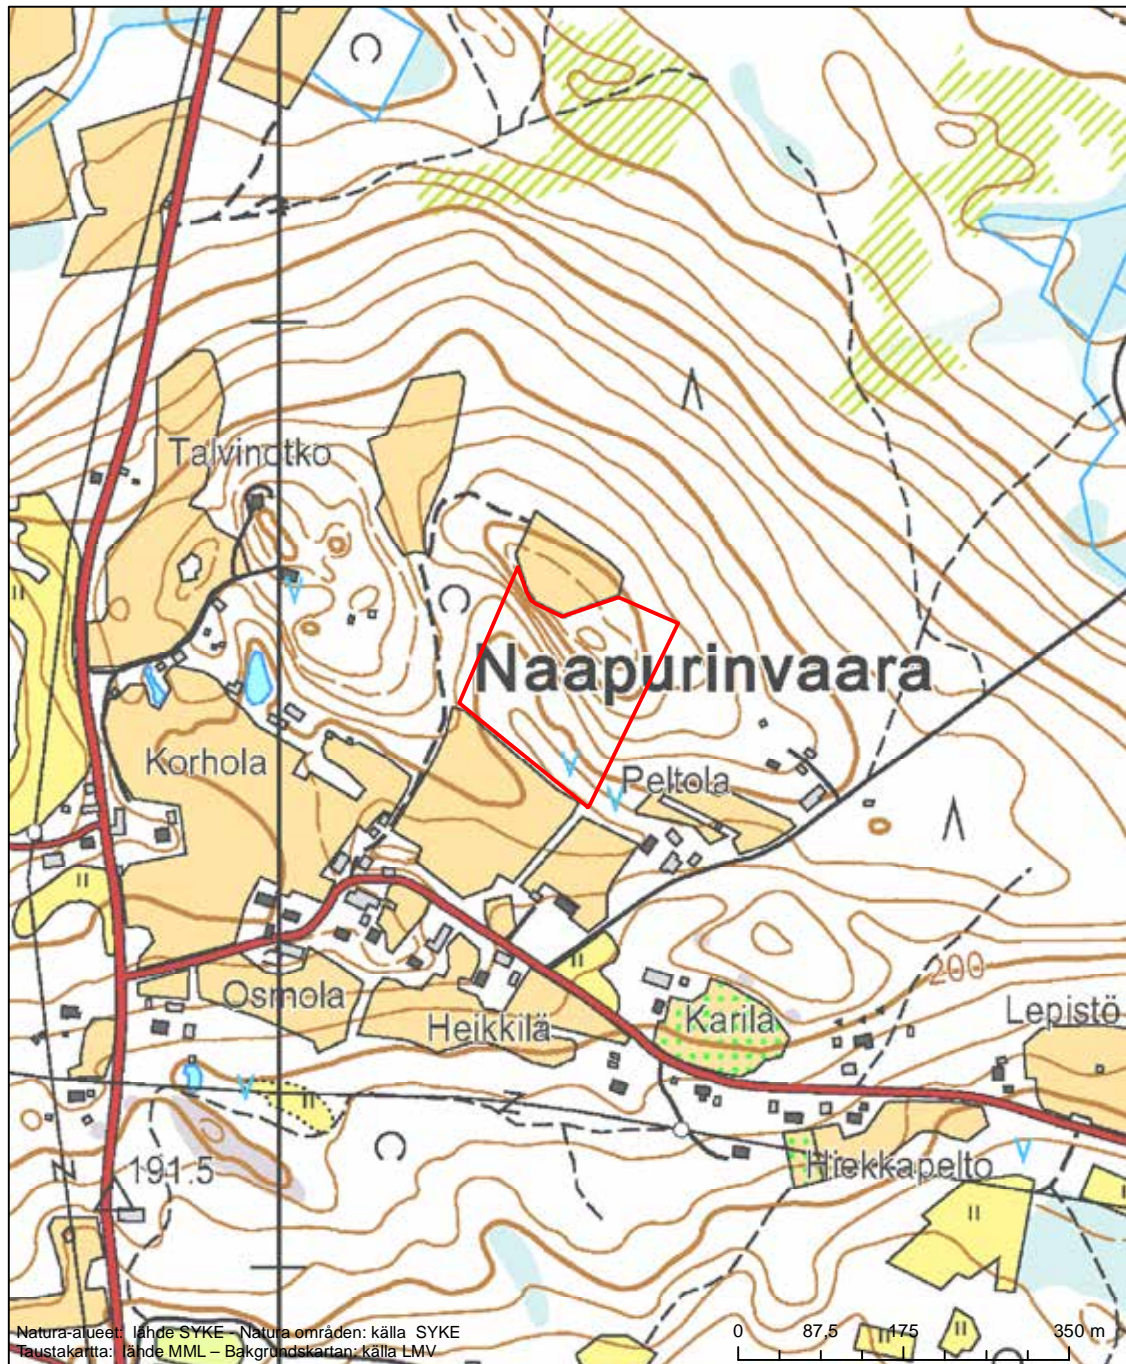 Talvinotko
Naapurinvaara
Korhola
Peltola
200
Osmola
Heikkilä
Karila
Lepistö
191.5
Hiekkapelto
Natura-alueet: lähde SYKE - Natura områden: källa SYKE
Taustakartta: lähde MML – Bakgrundskartan: källa LMV
0 87,5 175 350 m